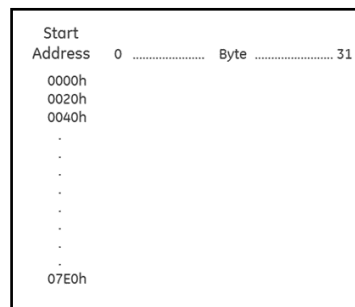 Start
Address 0 ..................... Byte ....................... 31
0000h
0020h
0040h
.
.
.
.
.
.
.
.
07E0h